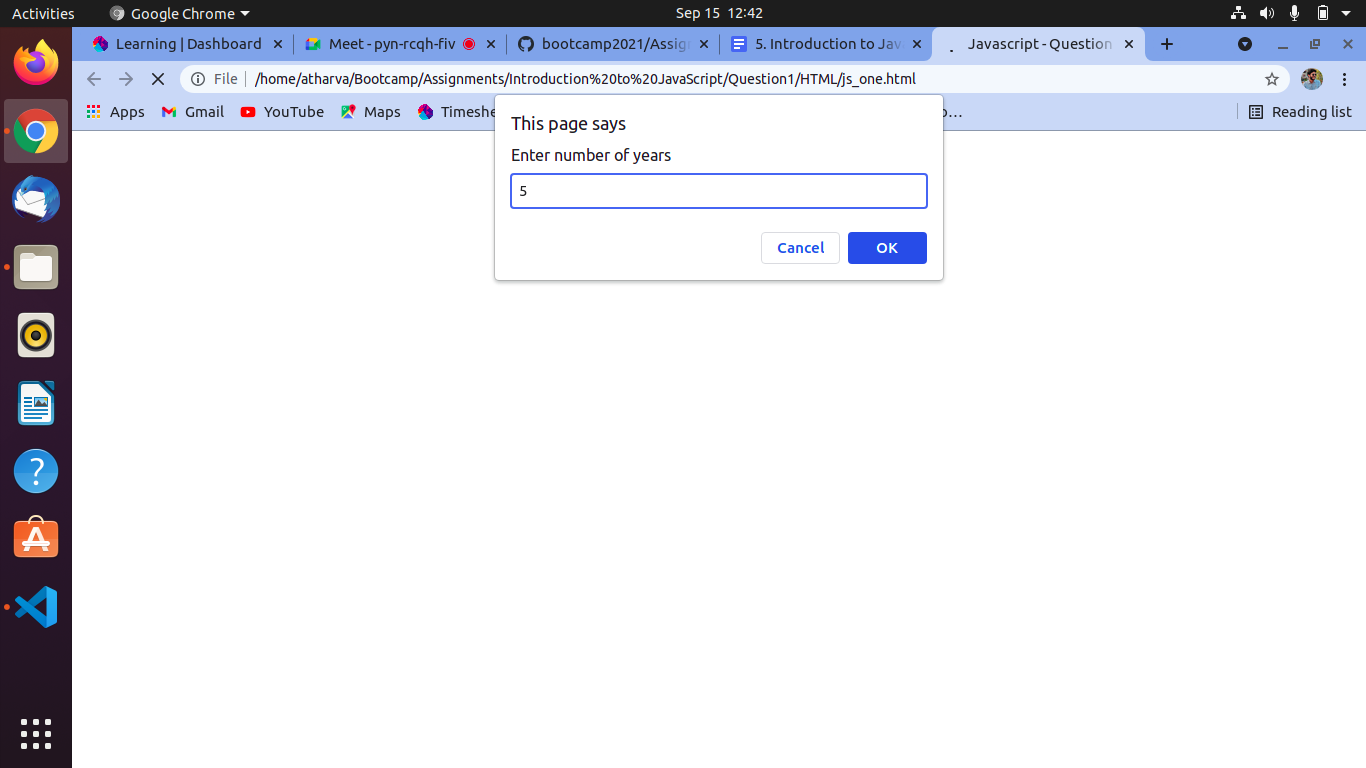 Activities Google Chrome Sep 15 12:42
Learning | Dashboard Meet - pyn-rcqh-fiv bootcamp2021/Assig 5. Introduction to Jav Javascript - Question
File /home/atharva/Bootcamp/Assignments/Introduction%20to%20JavaScript/Question1/HTML/js_one.html
Apps Gmail YouTube Maps Timeshe o… Reading list
This page says
Enter number of years
5
Cancel OK